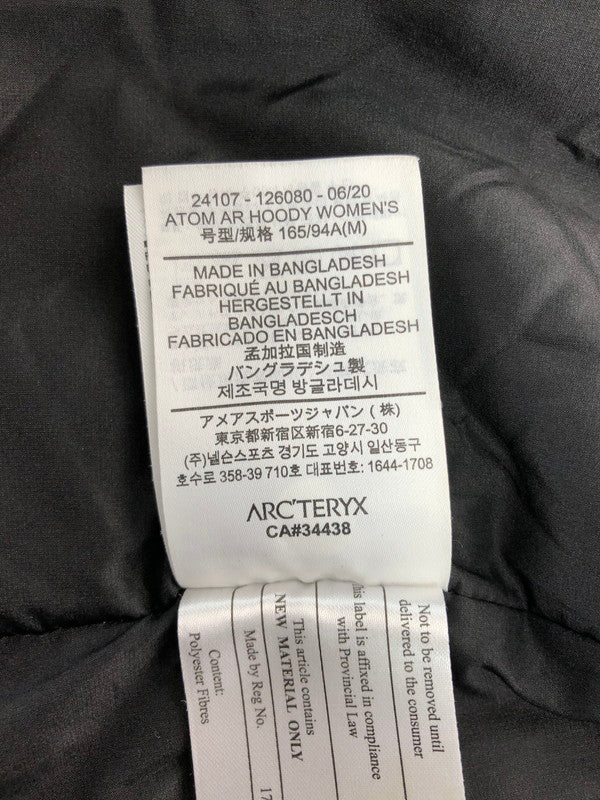 24107 - 126080 - 06/20
ATOM AR HOODY WOMEN'S
号型/规格 165/94A(M)
MADE IN BANGLADESH
FABRIQUÉ AU BANGLADESH
HERGESTELLT IN
BANGLADESCH
FABRICADO EN BANGLADESH
孟加拉国制造
バングラデシュ製
제조국명 방글라데시
アメアスポーツジャパン (株)
東京都新宿区新宿6-27-30
(주)넬슨스포츠 경기도 고양시 일산동구
호수로 358-39 710호 대표번호: 1644-1708
ARC'TERYX
CA#34438
Not to be removed until
delivered to the consumer
This label is affixed in compliance
with Provincial Law
This article contains
NEW MATERIAL ONLY
Made by Reg No.
17
Content:
Polyester Fibres